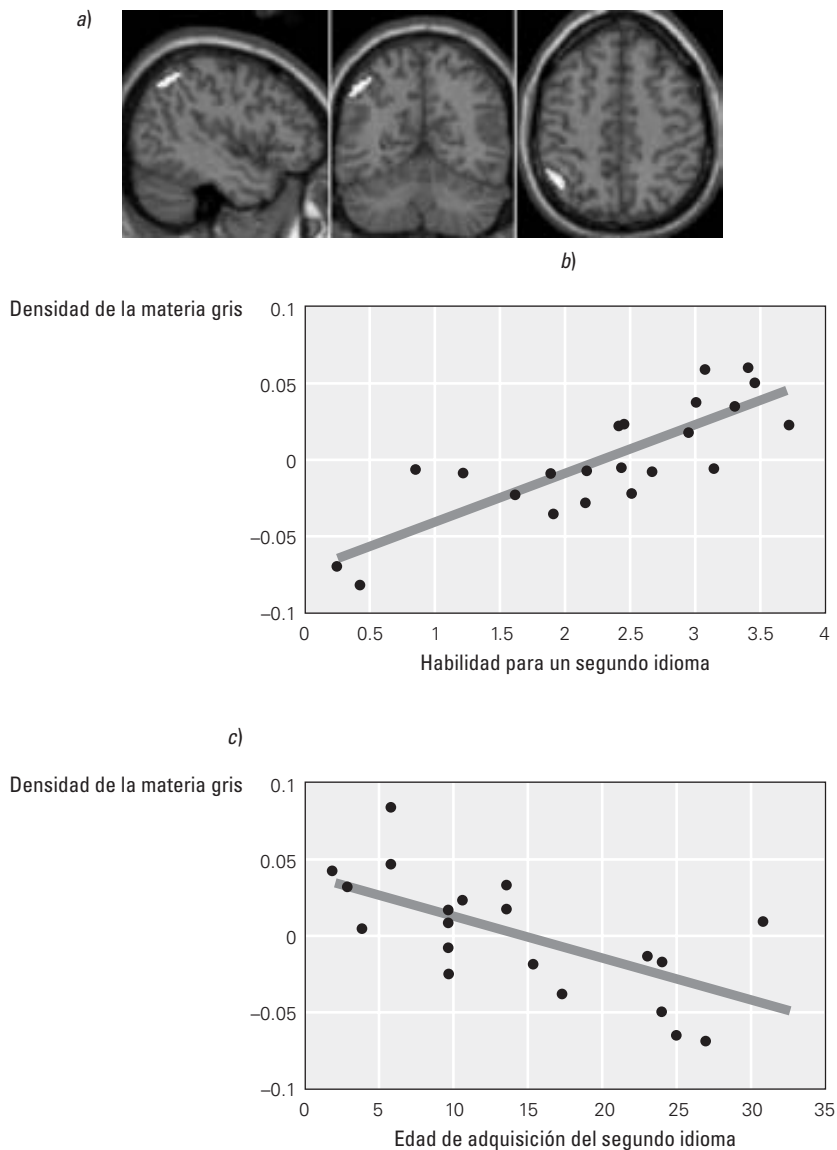 a)
b)
Densidad de la materia gris
0.1
0.05
0
–0.05
–0.1
0 0.5 1 1.5 2 2.5 3 3.5 4
Habilidad para un segundo idioma
c)
Densidad de la materia gris
0.1
0.05
0
–0.05
–0.1
0 5 10 15 20 25 30 35
Edad de adquisición del segundo idioma